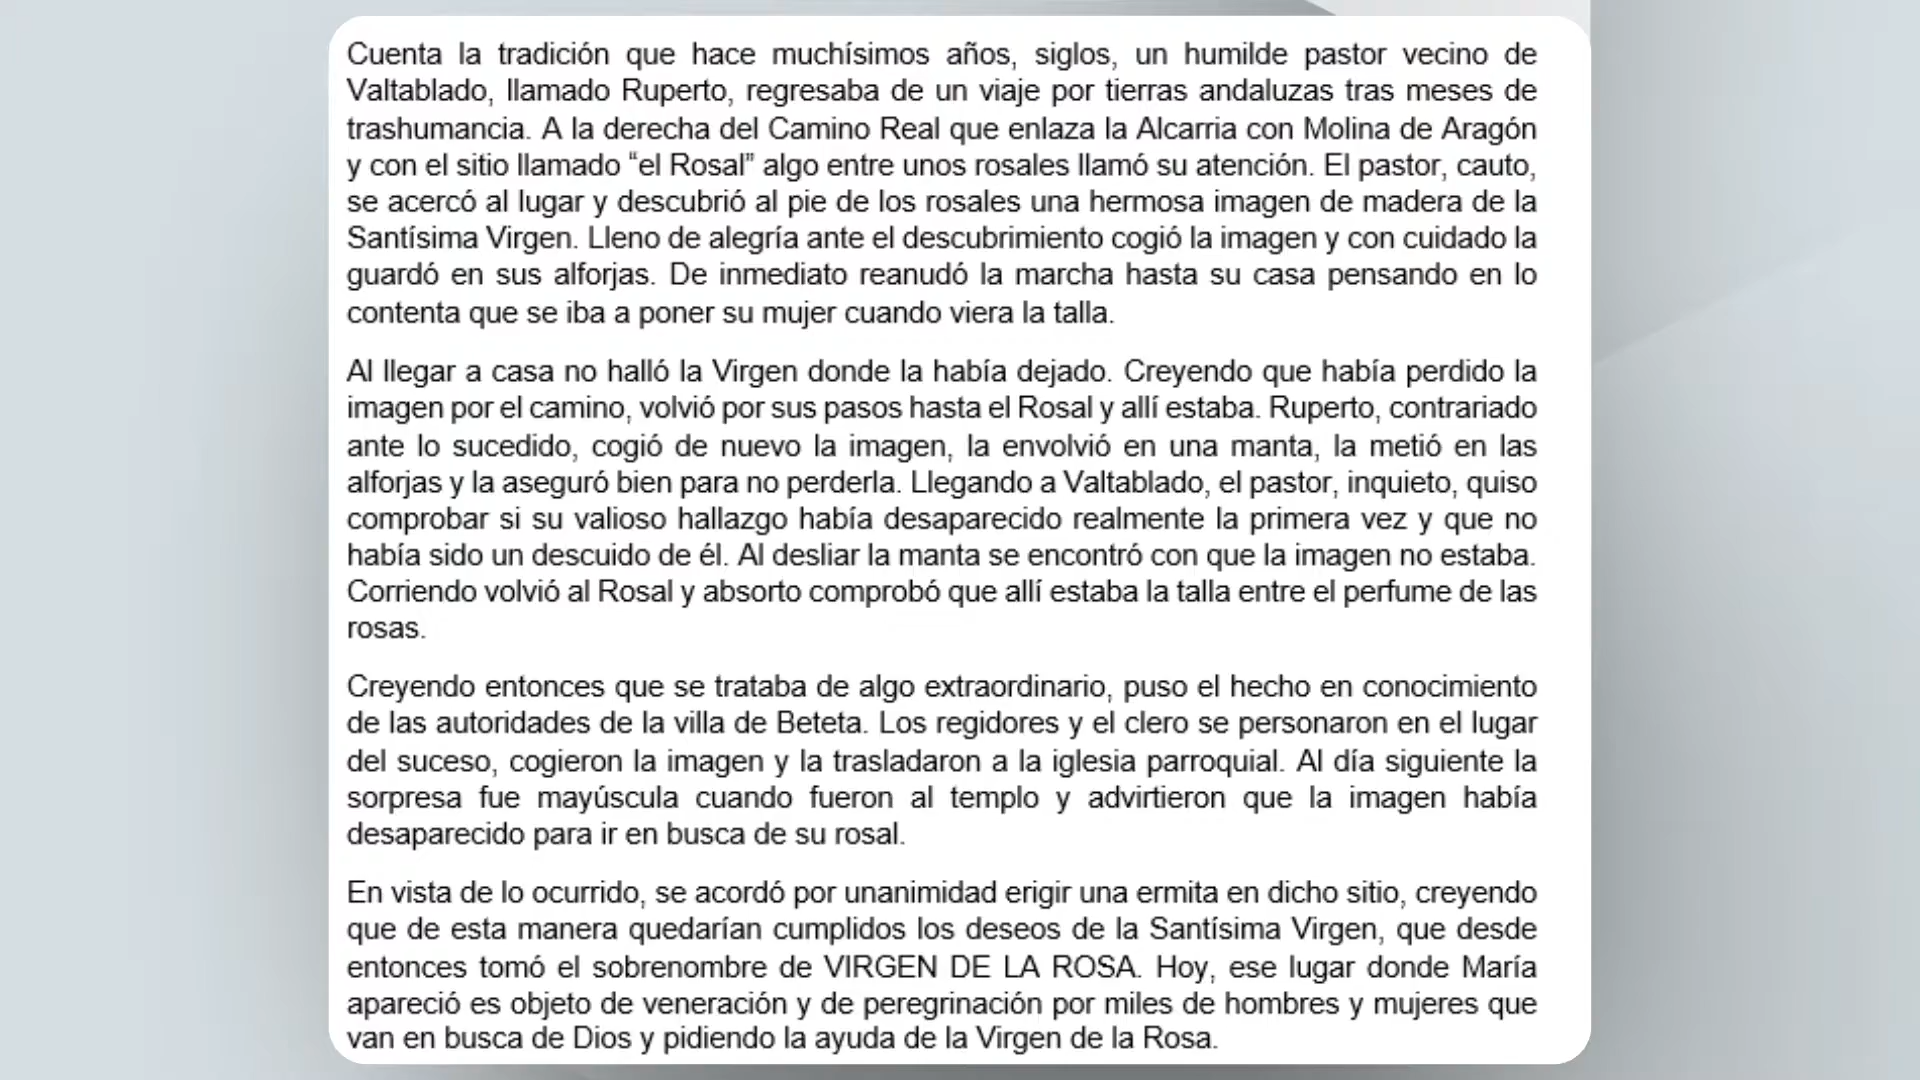 Cuenta la tradición que hace muchísimos años, siglos, un humilde pastor vecino de
Valtablado, llamado Ruperto, regresaba de un viaje por tierras andaluzas tras meses de
trashumancia. A la derecha del Camino Real que enlaza la Alcarria con Molina de Aragón
y con el sitio llamado “el Rosal” algo entre unos rosales llamó su atención. El pastor, cauto,
se acercó al lugar y descubrió al pie de los rosales una hermosa imagen de madera de la
Santísima Virgen. Lleno de alegría ante el descubrimiento cogió la imagen y con cuidado la
guardó en sus alforjas. De inmediato reanudó la marcha hasta su casa pensando en lo
contenta que se iba a poner su mujer cuando viera la talla.
Al llegar a casa no halló la Virgen donde la había dejado. Creyendo que había perdido la
imagen por el camino, volvió por sus pasos hasta el Rosal y allí estaba. Ruperto, contrariado
ante lo sucedido, cogió de nuevo la imagen, la envolvió en una manta, la metió en las
alforjas y la aseguró bien para no perderla. Llegando a Valtablado, el pastor, inquieto, quiso
comprobar si su valioso hallazgo había desaparecido realmente la primera vez y que no
había sido un descuido de él. Al desliar la manta se encontró con que la imagen no estaba.
Corriendo volvió al Rosal y absorto comprobó que allí estaba la talla entre el perfume de las
rosas.
Creyendo entonces que se trataba de algo extraordinario, puso el hecho en conocimiento
de las autoridades de la villa de Beteta. Los regidores y el clero se personaron en el lugar
del suceso, cogieron la imagen y la trasladaron a la iglesia parroquial. Al día siguiente la
sorpresa fue mayúscula cuando fueron al templo y advirtieron que la imagen había
desaparecido para ir en busca de su rosal.
En vista de lo ocurrido, se acordó por unanimidad erigir una ermita en dicho sitio, creyendo
que de esta manera quedarían cumplidos los deseos de la Santísima Virgen, que desde
entonces tomó el sobrenombre de VIRGEN DE LA ROSA. Hoy, ese lugar donde María
apareció es objeto de veneración y de peregrinación por miles de hombres y mujeres que
van en busca de Dios y pidiendo la ayuda de la Virgen de la Rosa.